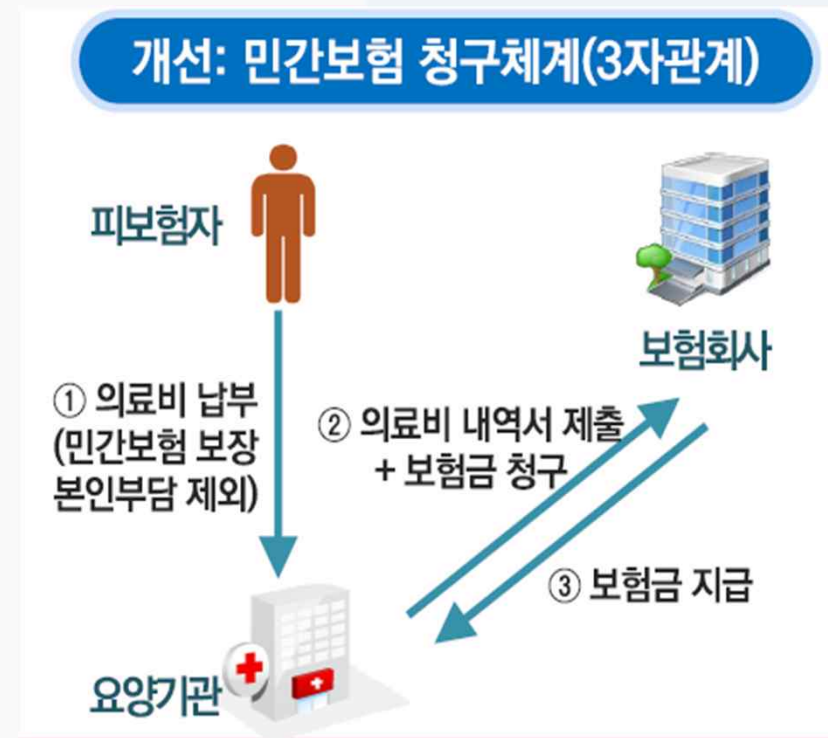 개선: 민간보험 청구체계(3자관계)
피보험자
보험회사
① 의료비 납부
(민간보험 보장
본인부담 제외)
② 의료비 내역서 제출
+ 보험금 청구
③ 보험금 지급
요양기관